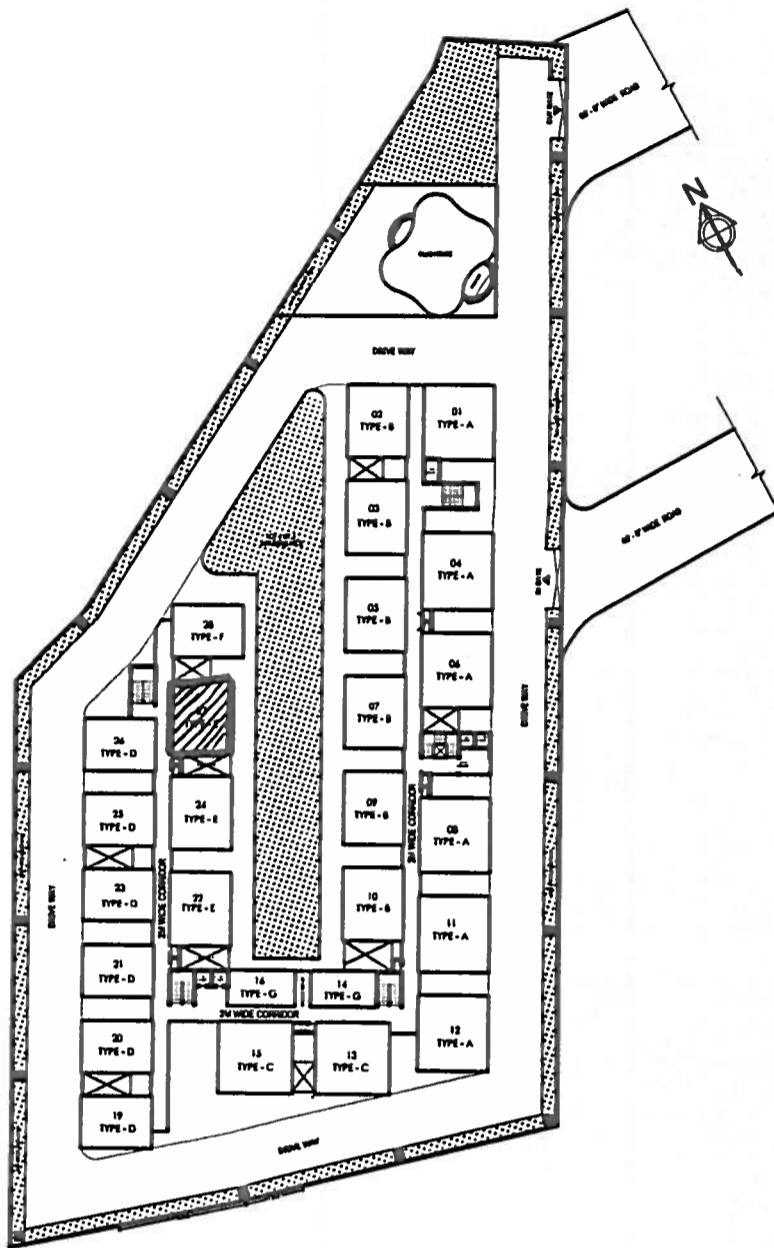 N
DRIVE WAY
02
TYPE - B
01
TYPE - A
03
TYPE - B
04
TYPE - A
05
TYPE - B
28
TYPE - F
06
TYPE - A
07
TYPE - B
26
TYPE - D
DRIVE WAY
24
TYPE - E
09
TYPE - B
2M WIDE CORRIDOR
08
TYPE - A
25
TYPE - D
23
TYPE - D
22
TYPE - E
10
TYPE - B
11
TYPE - A
DRIVE WAY
2M WIDE CORRIDOR
21
TYPE - D
16
TYPE - G
14
TYPE - G
2M WIDE CORRIDOR
12
TYPE - A
20
TYPE - D
15
TYPE - C
13
TYPE - C
19
TYPE - D
DRIVE WAY